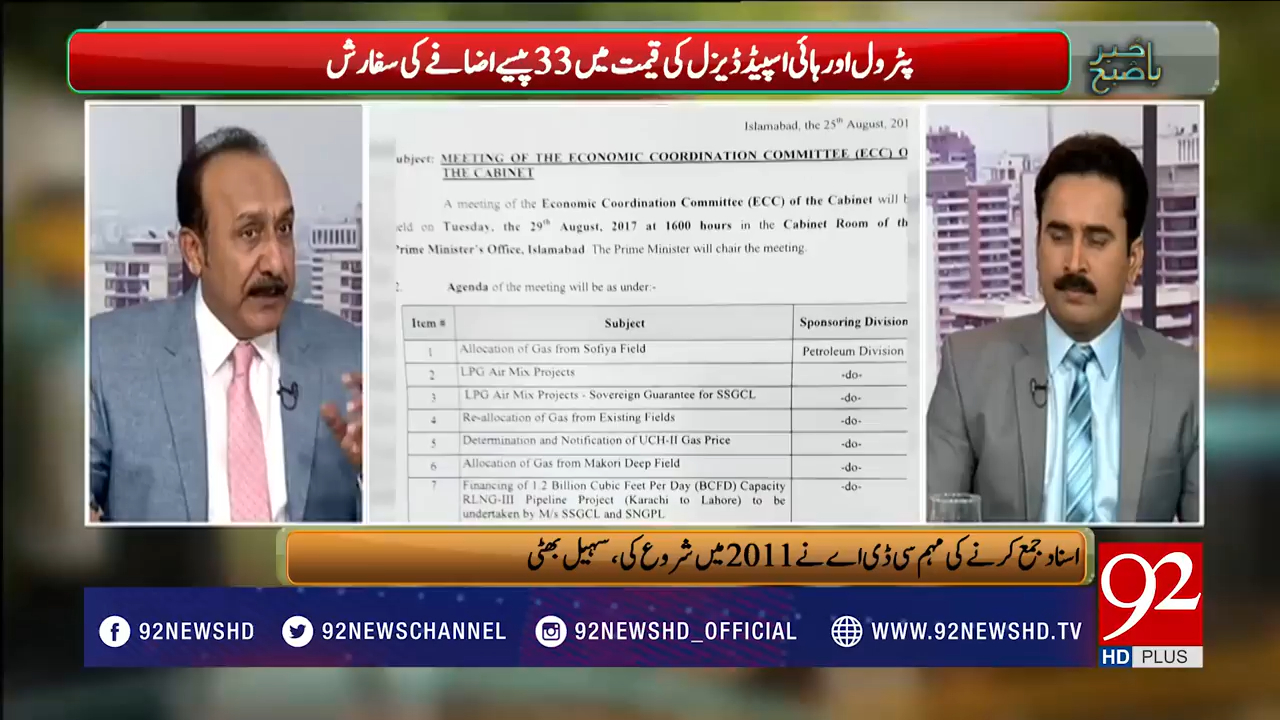 پٹرول اور ہائی اسپیڈ ڈیزل کی قیمت میں 33 پیسے اضافے کی سفارش
باخبر صبح
Islamabad, the 25th August, 201
ubject: MEETING OF THE ECONOMIC COORDINATION COMMITTEE (ECC) O
THE CABINET
A meeting of the Economic Coordination Committee (ECC) of the Cabinet will b
eld on Tuesday, the 29th August, 2017 at 1600 hours in the Cabinet Room of th
Prime Minister's Office, Islamabad. The Prime Minister will chair the meeting.
2. Agenda of the meeting will be as under:-
Item # Subject Sponsoring Division
1 Allocation of Gas from Sofiya Field Petroleum Division
2 LPG Air Mix Projects -do-
3 LPG Air Mix Projects - Sovereign Guarantee for SSGCL -do-
4 Re-allocation of Gas from Existing Fields -do-
5 Determination and Notification of UCH-II Gas Price -do-
6 Allocation of Gas from Makori Deep Field -do-
7 Financing of 1.2 Billion Cubic Feet Per Day (BCFD) Capacity -do-
RLNG-III Pipeline Project (Karachi to Lahore) to be
undertaken by M/s SSGCL and SNGPL
اسناد جمع کرنے کی مہم سی ڈی اے نے 2011 میں شروع کی، سہیل بھٹی
92
HD PLUS
92NEWSHD 92NEWSCHANNEL 92NEWSHD_OFFICIAL WWW.92NEWSHD.TV